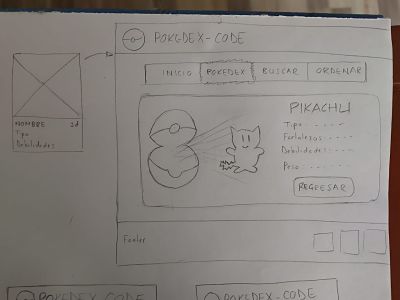 POKEDEX-CODE
INICIO POKEDEX BUSCAR ORDENAR
NOMBRE id
Tipo
Debilidades
PIKACHU
Tipo: - - - -
Fortalezas: - - - -
Debilidades: - - - -
Peso: - - - - -
REGRESAR
Footer
POKEDEX CODE
POKEDEX-CODE